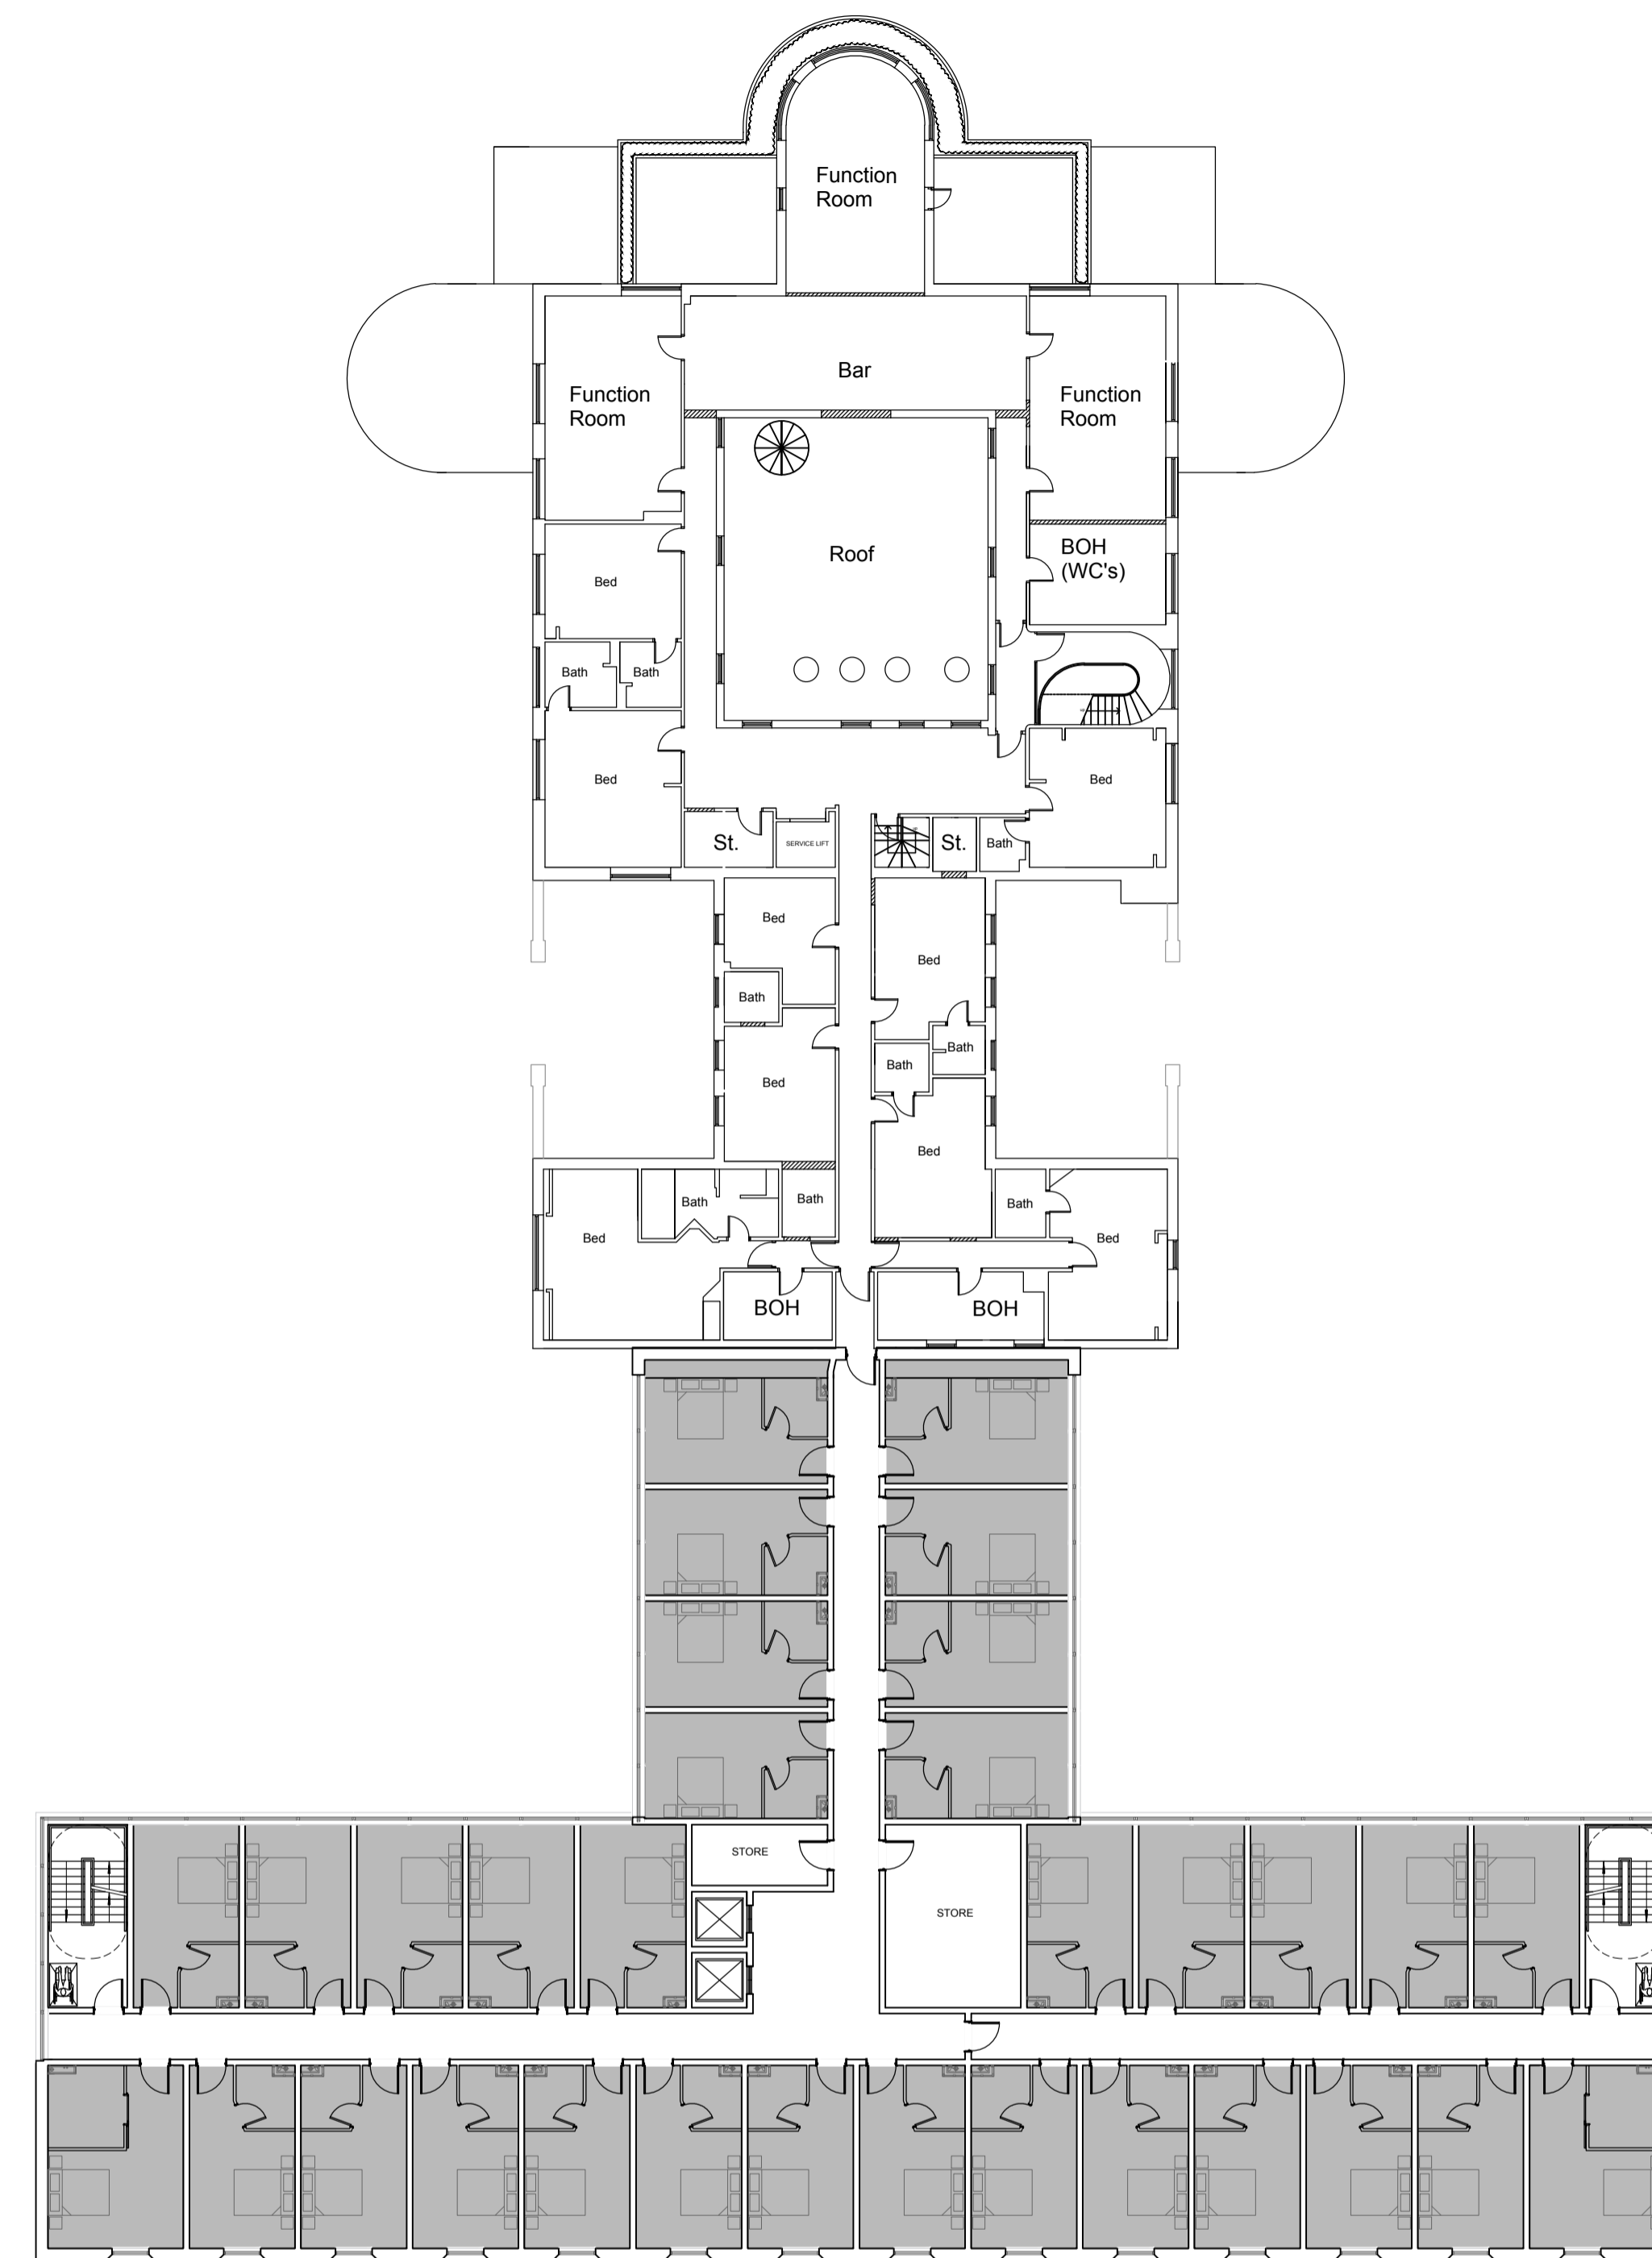 Function
Room
Bar
Function
Room
Function
Room
Roof
BOH
(WC's)
Bed
Bath
Bath
Bed
Bed
St.
SERVICE LIFT
St.
Bath
Bed
Bed
Bath
Bath
Bath
Bed
Bed
Bath
Bath
Bath
Bed
Bed
BOH
BOH
STORE
STORE